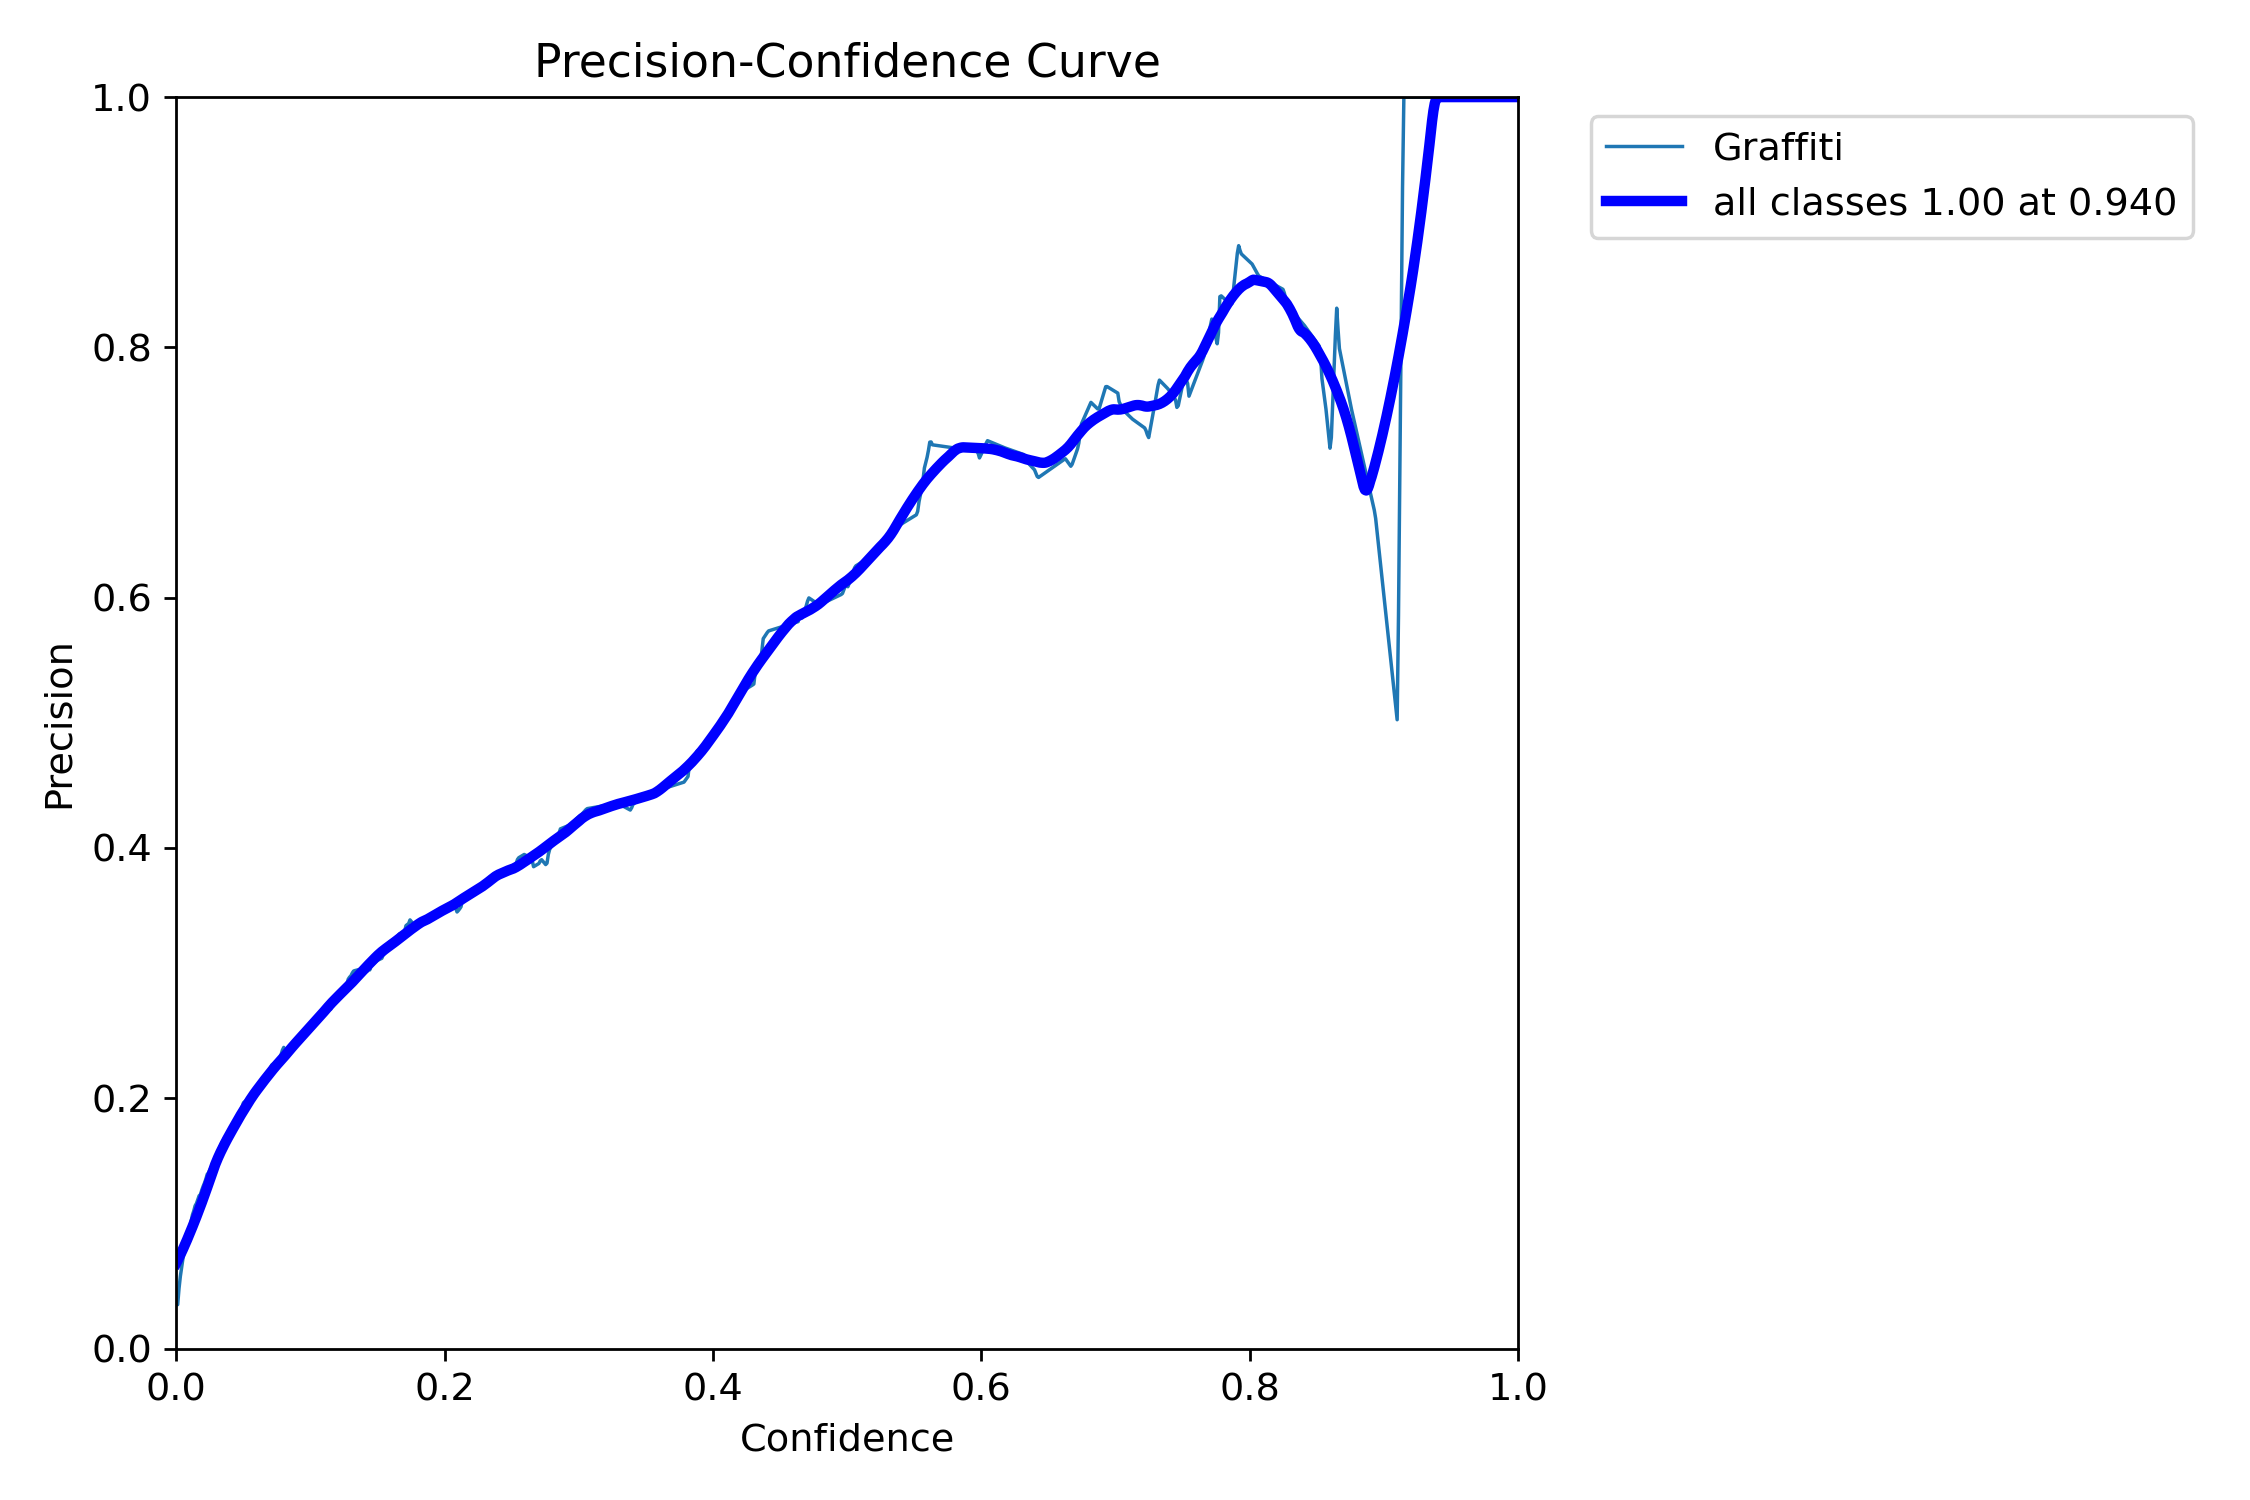 Precision-Confidence Curve
1.0
0.8
0.6
0.4
0.2
0.0
Precision
0.0 0.2 0.4 0.6 0.8 1.0
Confidence
Graffiti
all classes 1.00 at 0.940